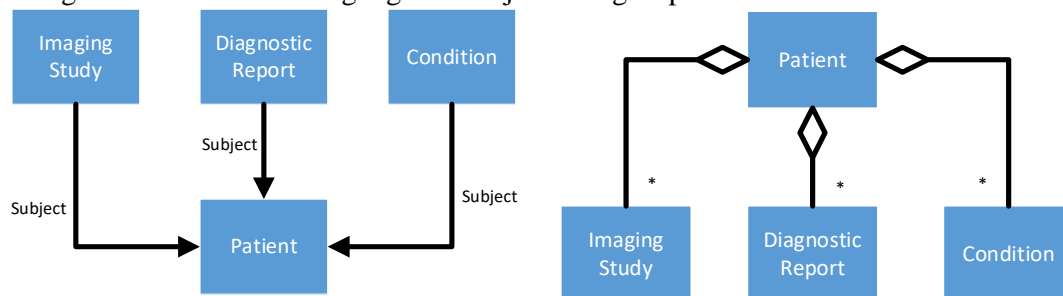 Imaging
Study
Diagnostic
Report
Condition
Subject
Subject
Subject
Patient
Patient
*
*
*
Imaging
Study
Diagnostic
Report
Condition